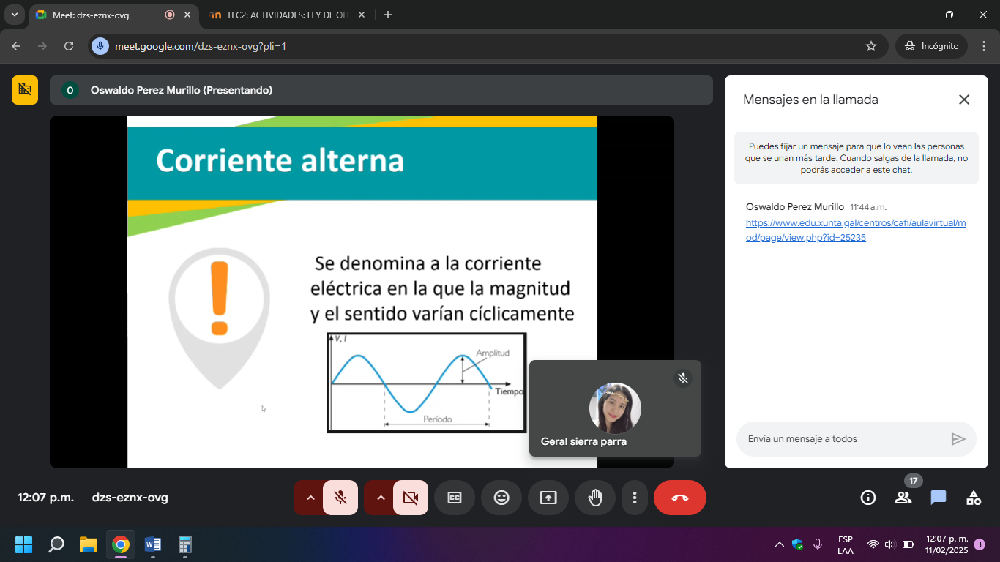 Meet: dzs-eznx-ovg
TEC2: ACTIVIDADES: LEY DE OH
meet.google.com/dzs-eznx-ovg?pli=1
Incógnito
O
Oswaldo Perez Murillo (Presentando)
Corriente alterna
Se denomina a la corriente
eléctrica en la que la magnitud
y el sentido varían cíclicamente
V, I
Amplitud
Tiempo
Período
Geral sierra parra
Mensajes en la llamada
Puedes fijar un mensaje para que lo vean las personas
que se unan más tarde. Cuando salgas de la llamada, no
podrás acceder a este chat.
Oswaldo Perez Murillo 11:44 a.m.
https://www.edu.xunta.gal/centros/cafi/aulavirtual/m
od/page/view.php?id=25235
Envía un mensaje a todos
12:07 p.m. | dzs-eznx-ovg
17
ESP
LAA
12:07 p. m.
11/02/2025
3